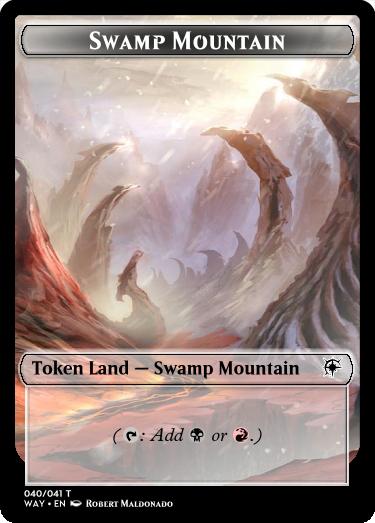 Swamp Mountain
Token Land — Swamp Mountain
( : Add or .)
040/041 T
WAY • EN Robert Maldonado